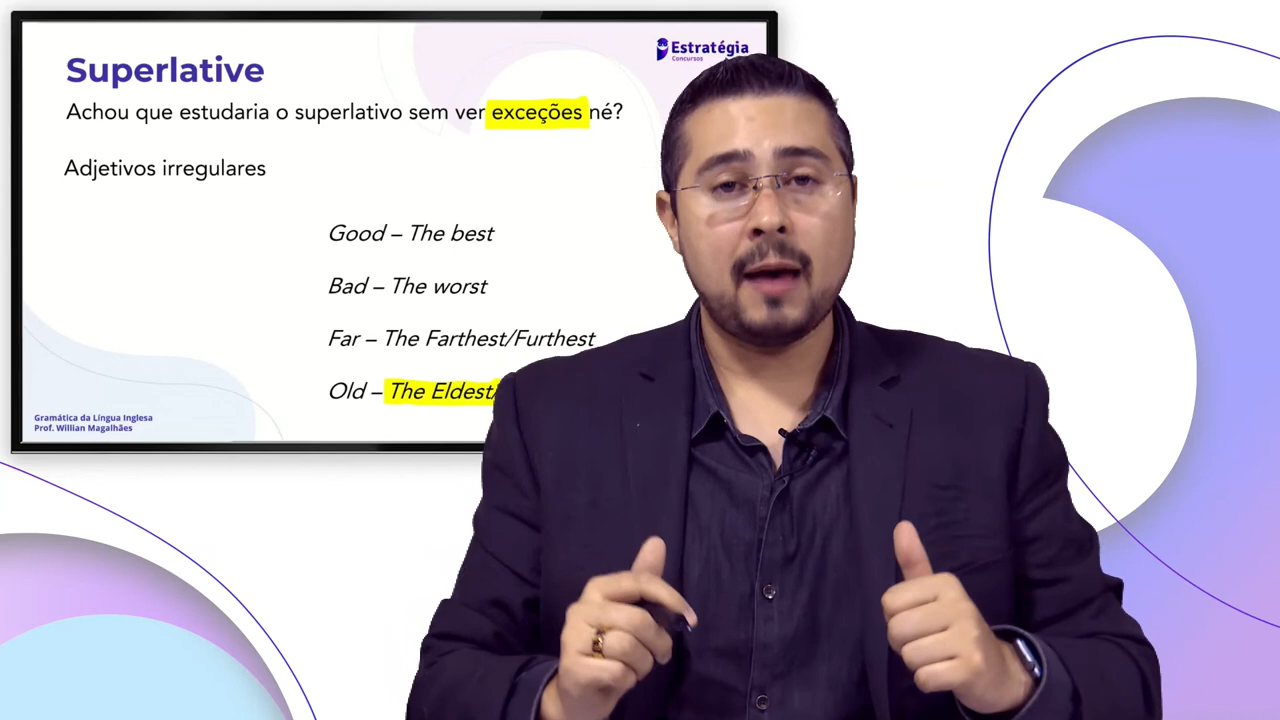 Superlative
Estratégia
Concursos
Achou que estudaria o superlativo sem ver exceções né?
Adjetivos irregulares
Good – The best
Bad – The worst
Far – The Farthest/Furthest
Old – The Eldest/
Gramática da Língua Inglesa
Prof. Willian Magalhães